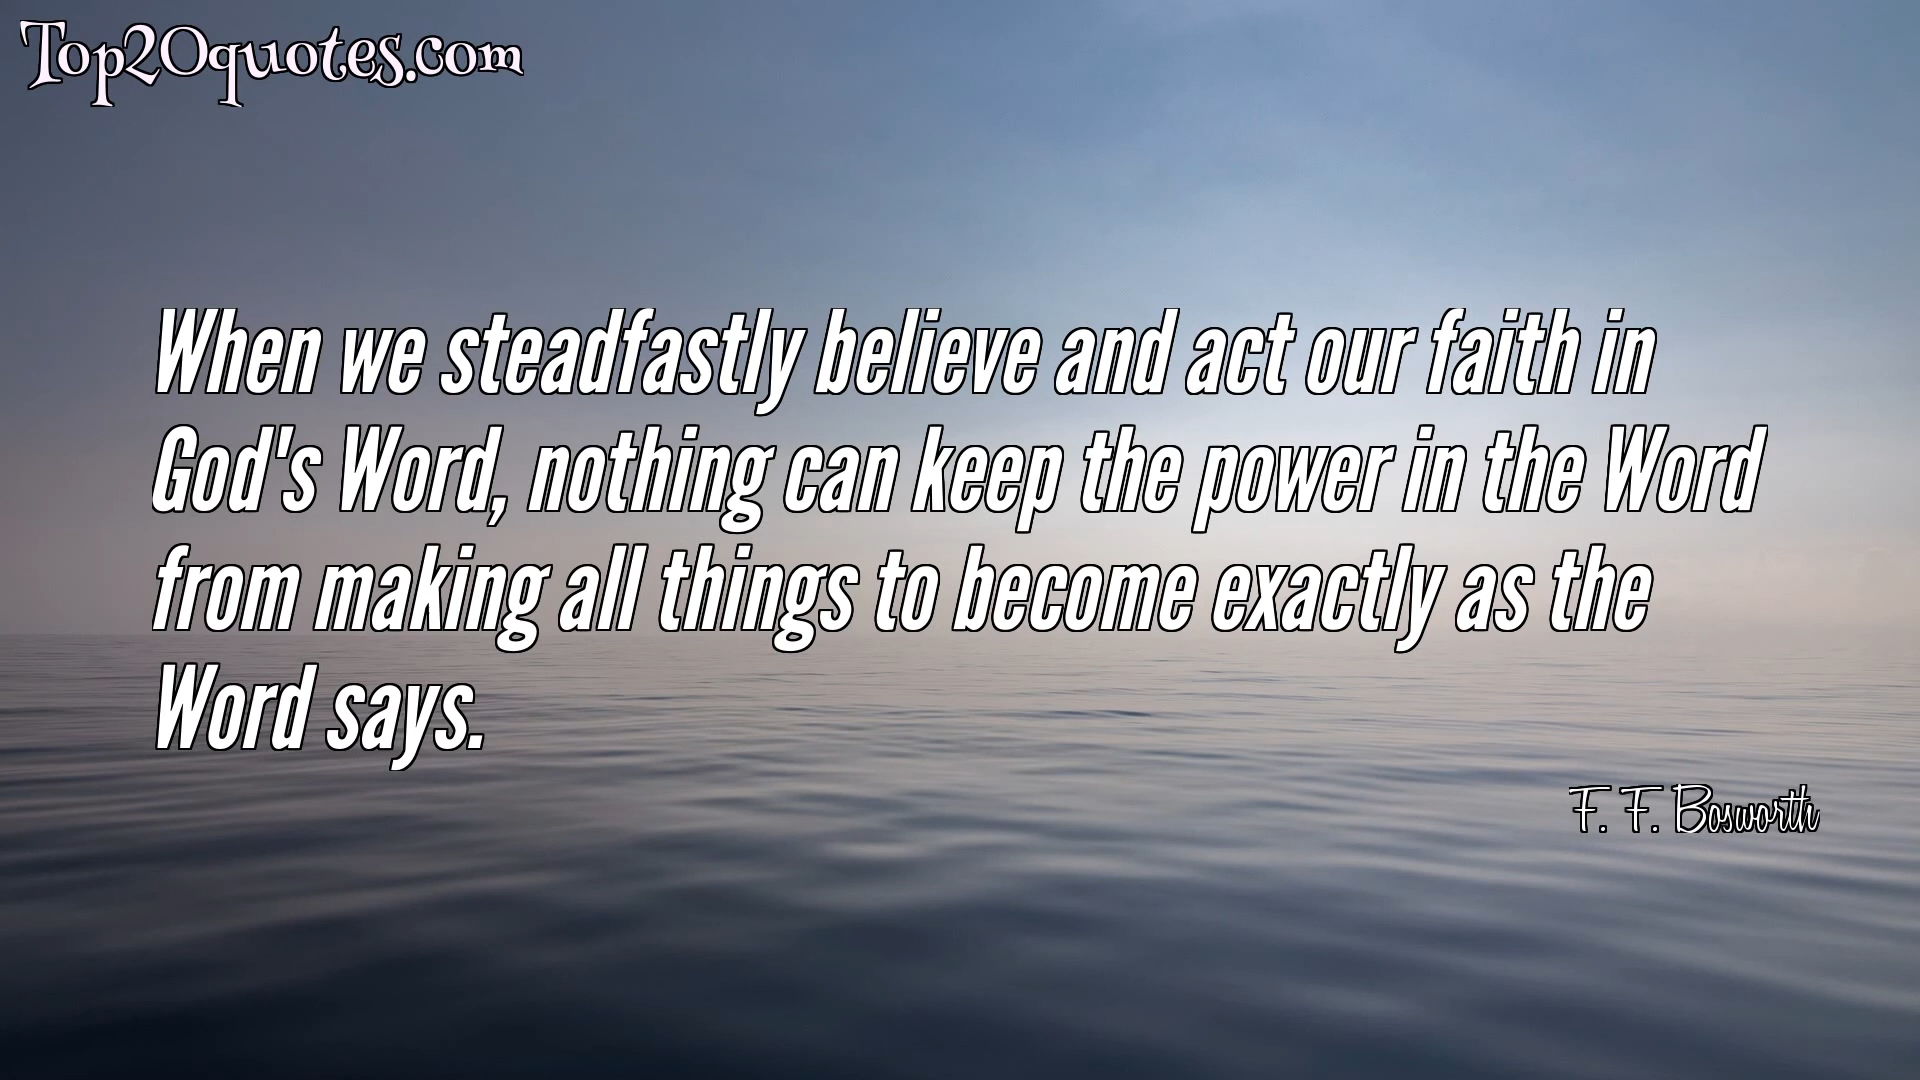 Top20quotes.com
When we steadfastly believe and act our faith in
God's Word, nothing can keep the power in the Word
from making all things to become exactly as the
Word says.
F. F. Bosworth